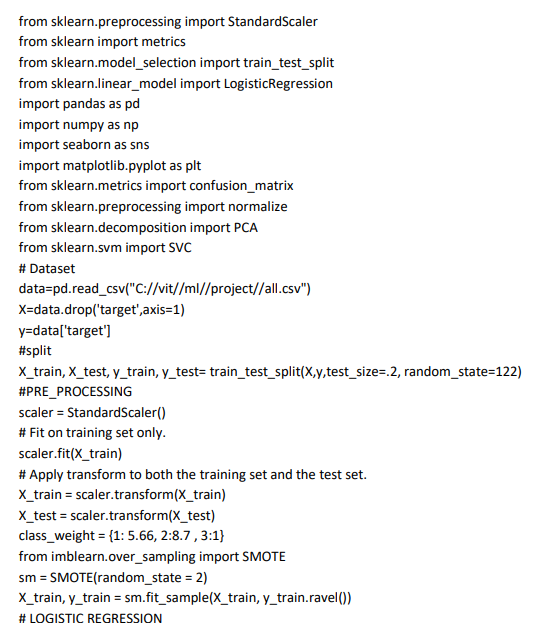 from sklearn.preprocessing import StandardScaler
from sklearn import metrics
from sklearn.model_selection import train_test_split
from sklearn.linear_model import LogisticRegression
import pandas as pd
import numpy as np
import seaborn as sns
import matplotlib.pyplot as plt
from sklearn.metrics import confusion_matrix
from sklearn.preprocessing import normalize
from sklearn.decomposition import PCA
from sklearn.svm import SVC
# Dataset
data=pd.read_csv("C://vit//ml//project//all.csv")
X=data.drop('target',axis=1)
y=data['target']
#split
X_train, X_test, y_train, y_test= train_test_split(X,y,test_size=.2, random_state=122)
#PRE_PROCESSING
scaler = StandardScaler()
# Fit on training set only.
scaler.fit(X_train)
# Apply transform to both the training set and the test set.
X_train = scaler.transform(X_train)
X_test = scaler.transform(X_test)
class_weight = {1: 5.66, 2:8.7 , 3:1}
from imblearn.over_sampling import SMOTE
sm = SMOTE(random_state = 2)
X_train, y_train = sm.fit_sample(X_train, y_train.ravel())
# LOGISTIC REGRESSION